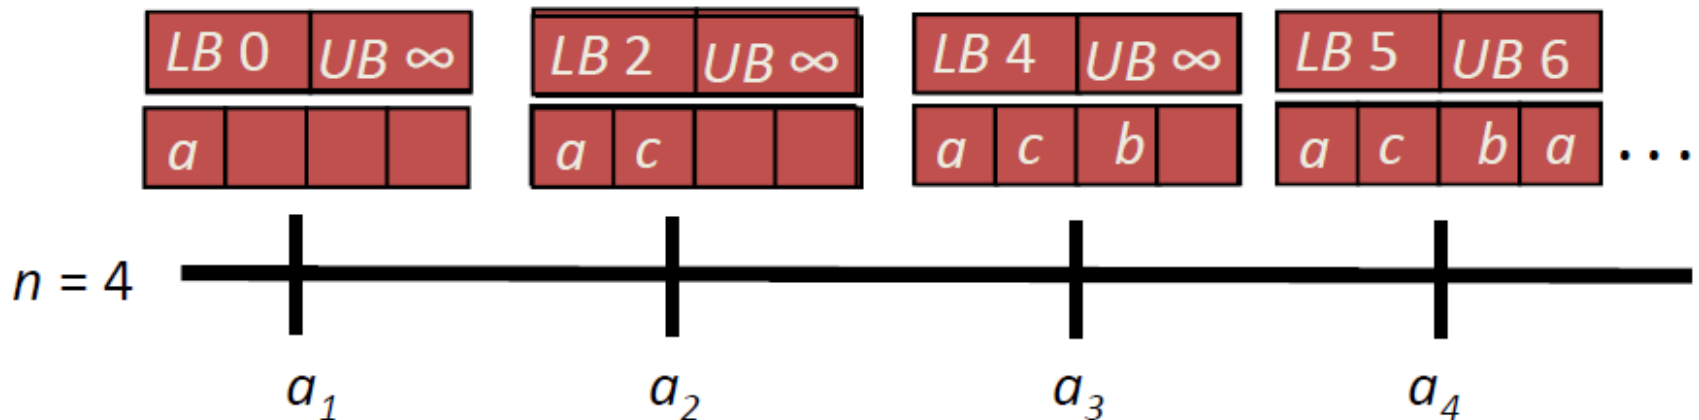 LB 0 UB ∞ LB 2 UB ∞ LB 4 UB ∞ LB 5 UB 6
a a c a c b a c b a ...
n = 4
a₁ a₂ a₃ a₄